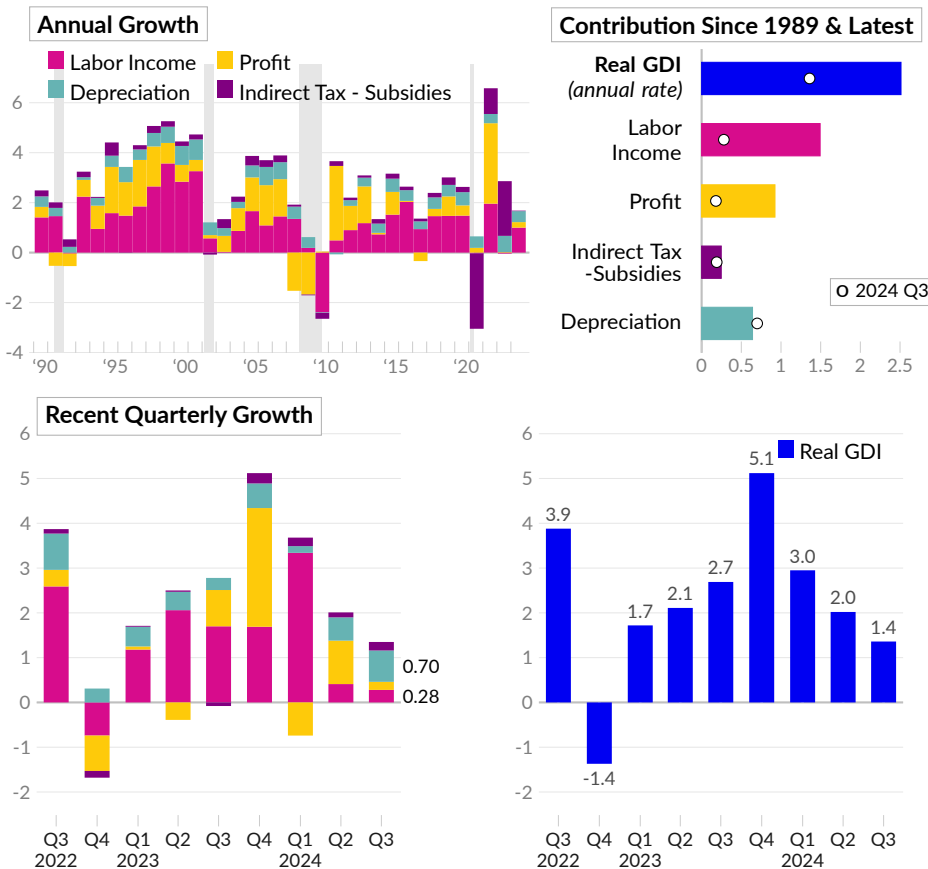 Annual Growth
Labor Income
Profit
Depreciation
Indirect Tax - Subsidies
6
4
2
0
-2
-4
‘90
‘95
‘00
‘05
‘10
‘15
‘20
Contribution Since 1989 & Latest
Real GDI
(annual rate)
Labor
Income
Profit
Indirect Tax
-Subsidies
Depreciation
2024 Q3
0
0.5
1
1.5
2
2.5
Recent Quarterly Growth
6
5
4
3
2
1
0
-1
-2
0.70
0.28
Q3
2022
Q4
Q1
2023
Q2
Q3
Q4
Q1
2024
Q2
Q3
Real GDI
6
5
4
3
2
1
0
-1
-2
3.9
-1.4
1.7
2.1
2.7
5.1
3.0
2.0
1.4
Q3
2022
Q4
Q1
2023
Q2
Q3
Q4
Q1
2024
Q2
Q3